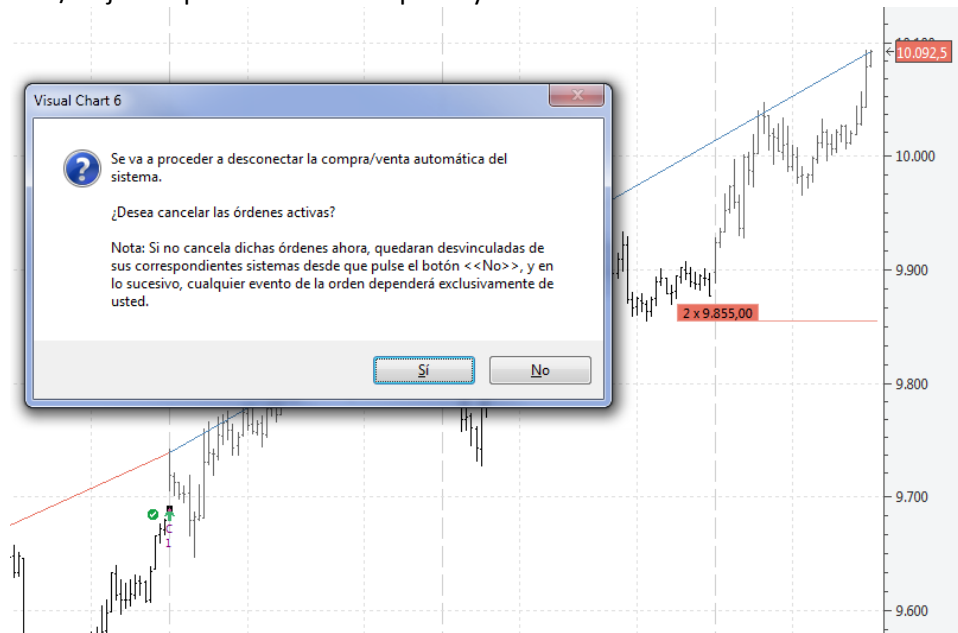 10.092,5
Visual Chart 6
Se va a proceder a desconectar la compra/venta automática del
sistema.
¿Desea cancelar las órdenes activas?
Nota: Si no cancela dichas órdenes ahora, quedaran desvinculadas de
sus correspondientes sistemas desde que pulse el botón <<No>>, y en
lo sucesivo, cualquier evento de la orden dependerá exclusivamente de
usted.
Sí
No
10.000
9.900
2 x 9.855,00
9.800
9.700
C
1
9.600